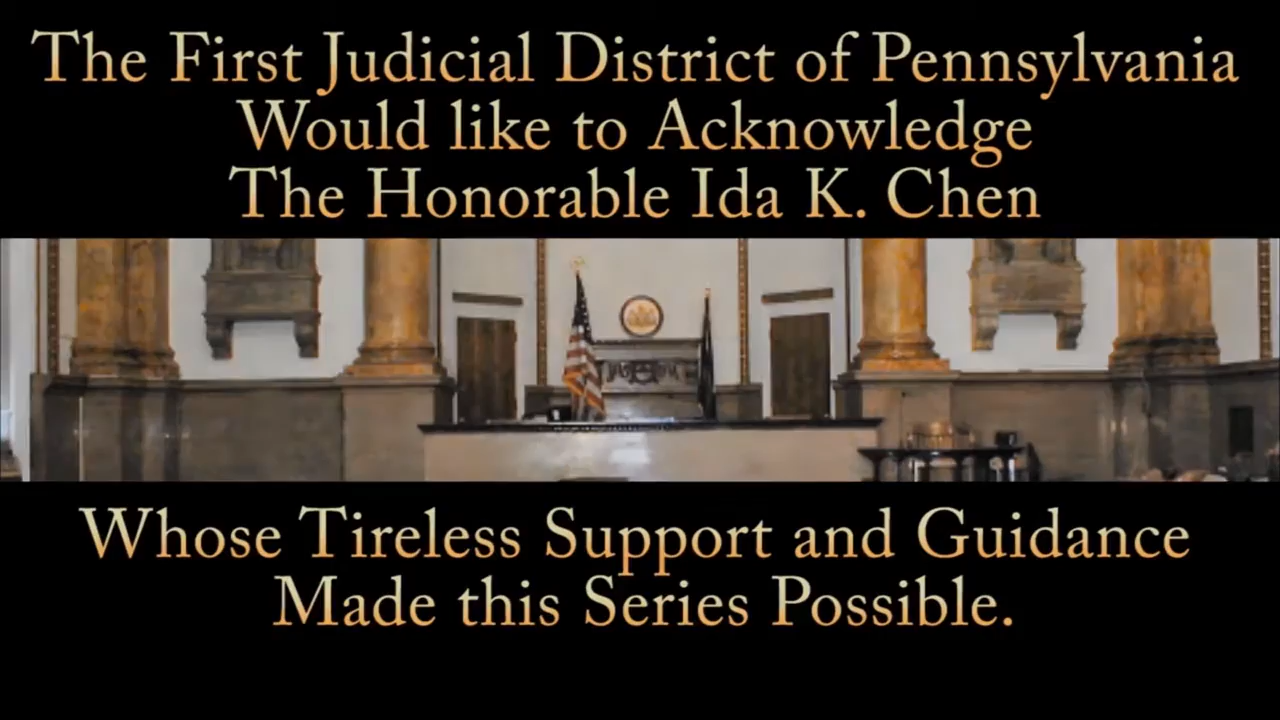 The First Judicial District of Pennsylvania
Would like to Acknowledge
The Honorable Ida K. Chen
Whose Tireless Support and Guidance
Made this Series Possible.